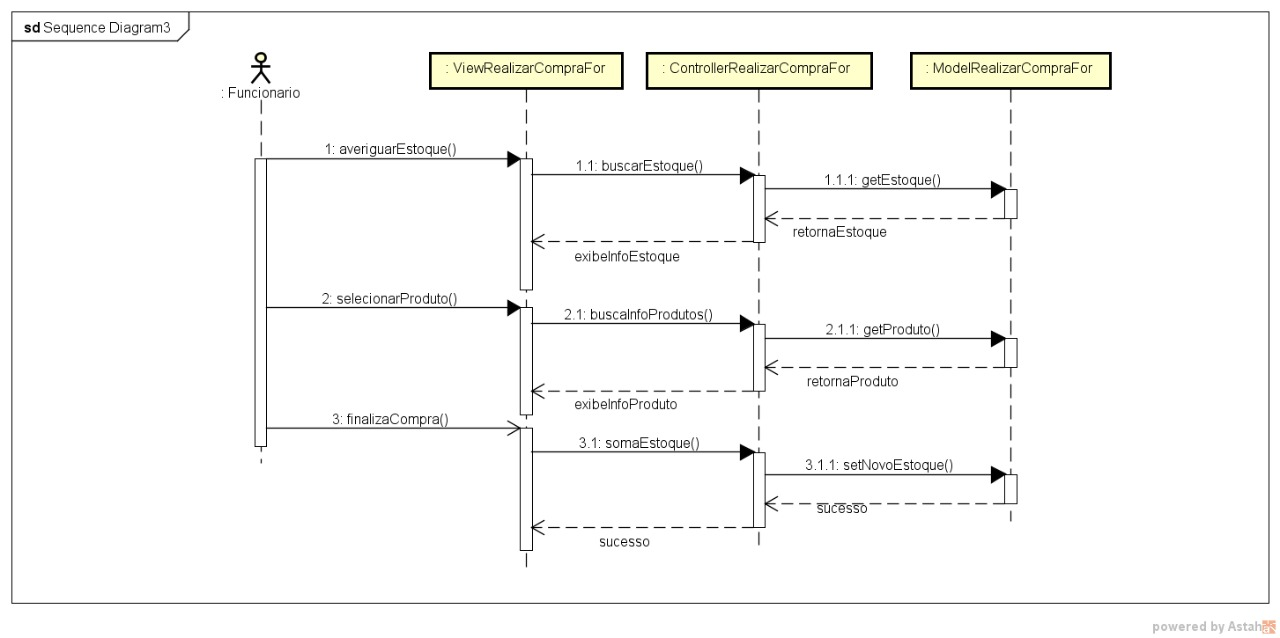 sd Sequence Diagram3
: Funcionario
: ViewRealizarCompraFor
: ControllerRealizarCompraFor
: ModelRealizarCompraFor
1: averiguarEstoque()
1.1: buscarEstoque()
1.1.1: getEstoque()
retornaEstoque
exibeInfoEstoque
2: selecionarProduto()
2.1: buscaInfoProdutos()
2.1.1: getProduto()
retornaProduto
exibeInfoProduto
3: finalizaCompra()
3.1: somaEstoque()
3.1.1: setNovoEstoque()
sucesso
sucesso
powered by Astah